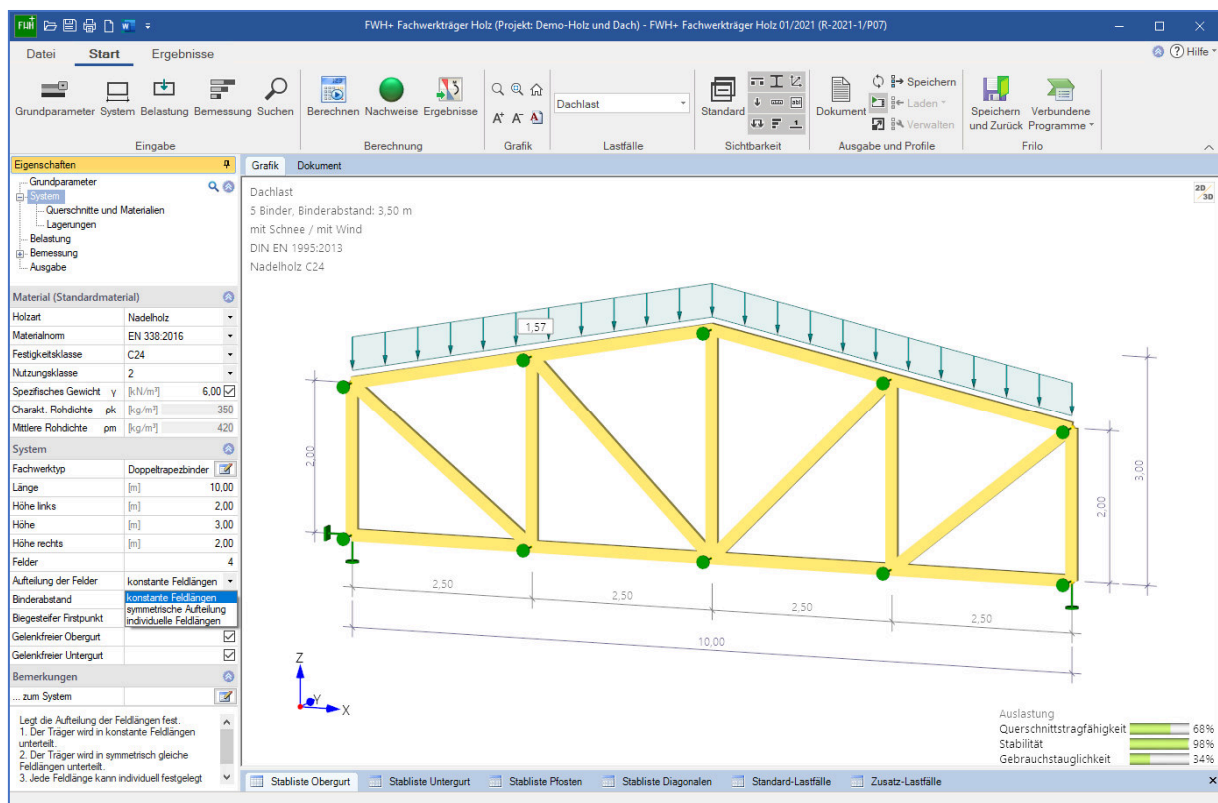 FWH+ Fachwerkträger Holz (Projekt: Demo-Holz und Dach) - FWH+ Fachwerkträger Holz 01/2021 (R-2021-1/P07)
Datei Start Ergebnisse Hilfe
Grundparameter System Belastung Bemessung Suchen
Eingabe
Berechnen Nachweise Ergebnisse
Berechnung
Grafik
Dachlast
Lastfälle
Standard
Sichtbarkeit
Dokument
Speichern
Laden
Verwalten
Ausgabe und Profile
Speichern und Zurück
Verbundene Programme
Frilo
Eigenschaften
Grundparameter
System
Querschnitte und Materialien
Lagerungen
Belastung
Bemessung
Ausgabe
Material (Standardmaterial)
Holzart Nadelholz
Materialnorm EN 338:2016
Festigkeitsklasse C24
Nutzungsklasse 2
Spezifisches Gewicht γ [kN/m³] 6,00
Charakt. Rohdichte ρk [kg/m³] 350
Mittlere Rohdichte ρm [kg/m³] 420
System
Fachwerktyp Doppeltrapezbinder
Länge [m] 10,00
Höhe links [m] 2,00
Höhe [m] 3,00
Höhe rechts [m] 2,00
Felder 4
Aufteilung der Felder konstante Feldlängen
Binderabstand konstante Feldlängen
symmetrische Aufteilung
Biegesteifer Firstpunkt individuelle Feldlängen
Gelenkfreier Obergurt
Gelenkfreier Untergurt
Bemerkungen
... zum System
Legt die Aufteilung der Feldlängen fest.
1. Der Träger wird in konstante Feldlängen
unterteilt.
2. Der Träger wird in symmetrisch gleiche
Feldlängen unterteilt.
3. Jede Feldlänge kann individuell festgelegt
Grafik Dokument
Dachlast
5 Binder, Binderabstand: 3,50 m
mit Schnee / mit Wind
DIN EN 1995:2013
Nadelholz C24
2D/3D
1,57
2,00
3,00
2,00
2,50
2,50
2,50
2,50
10,00
Z
Y
X
Auslastung
Querschnittstragfähigkeit 68%
Stabilität 98%
Gebrauchstauglichkeit 34%
Stabliste Obergurt Stabliste Untergurt Stabliste Pfosten Stabliste Diagonalen Standard-Lastfälle Zusatz-Lastfälle